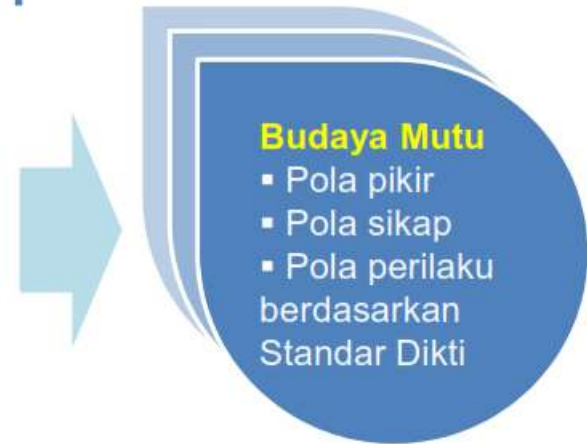 Budaya Mutu
▪ Pola pikir
▪ Pola sikap
▪ Pola perilaku
berdasarkan
Standar Dikti